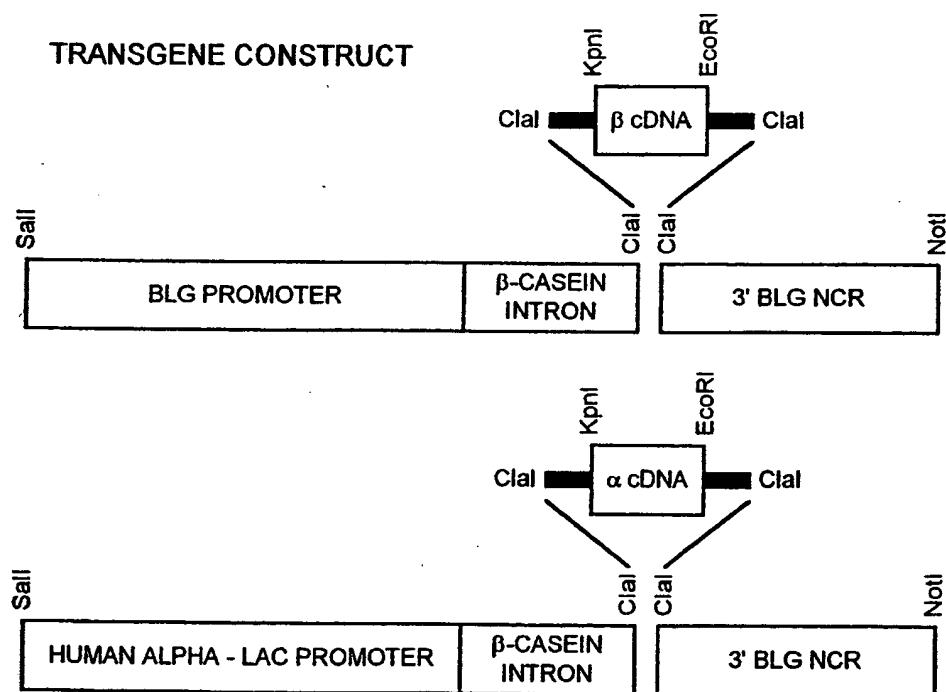 TRANSGENE CONSTRUCT
KpnI
EcoRI
ClaI
β cDNA
ClaI
SalI
ClaI
ClaI
NotI
BLG PROMOTER
β-CASEIN
INTRON
3' BLG NCR
KpnI
EcoRI
ClaI
α cDNA
ClaI
SalI
ClaI
ClaI
NotI
HUMAN ALPHA - LAC PROMOTER
β-CASEIN
INTRON
3' BLG NCR